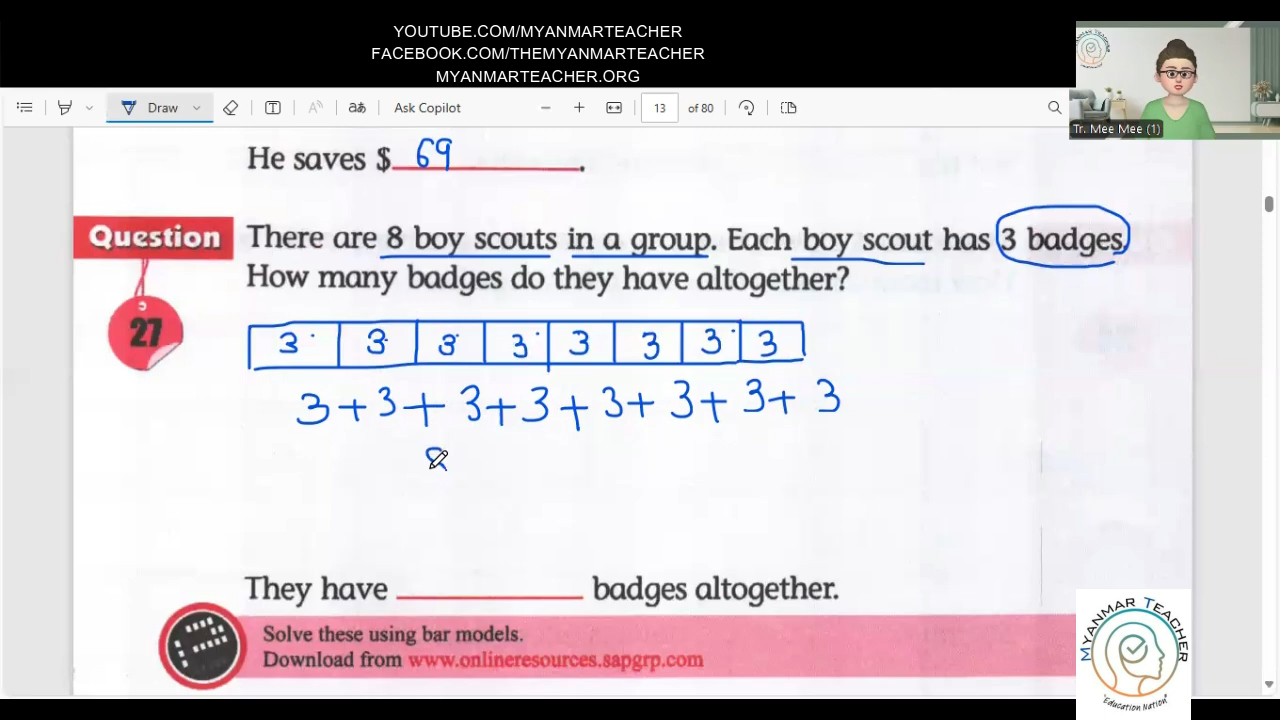 YOUTUBE.COM/MYANMARTEACHER
FACEBOOK.COM/THEMYANMARTEACHER
MYANMARTEACHER.ORG
Draw
aあ
Ask Copilot
13 of 80
Tr. Mee Mee (1)
He saves $ 69.
Question There are 8 boy scouts in a group. Each boy scout has 3 badges.
How many badges do they have altogether?
27
3 3 3 3 3 3 3 3
3 + 3 + 3 + 3 + 3 + 3 + 3 + 3
They have badges altogether.
Solve these using bar models.
Download from www.onlineresources.sapgrp.com
MYANMAR TEACHER
"Education Nation"